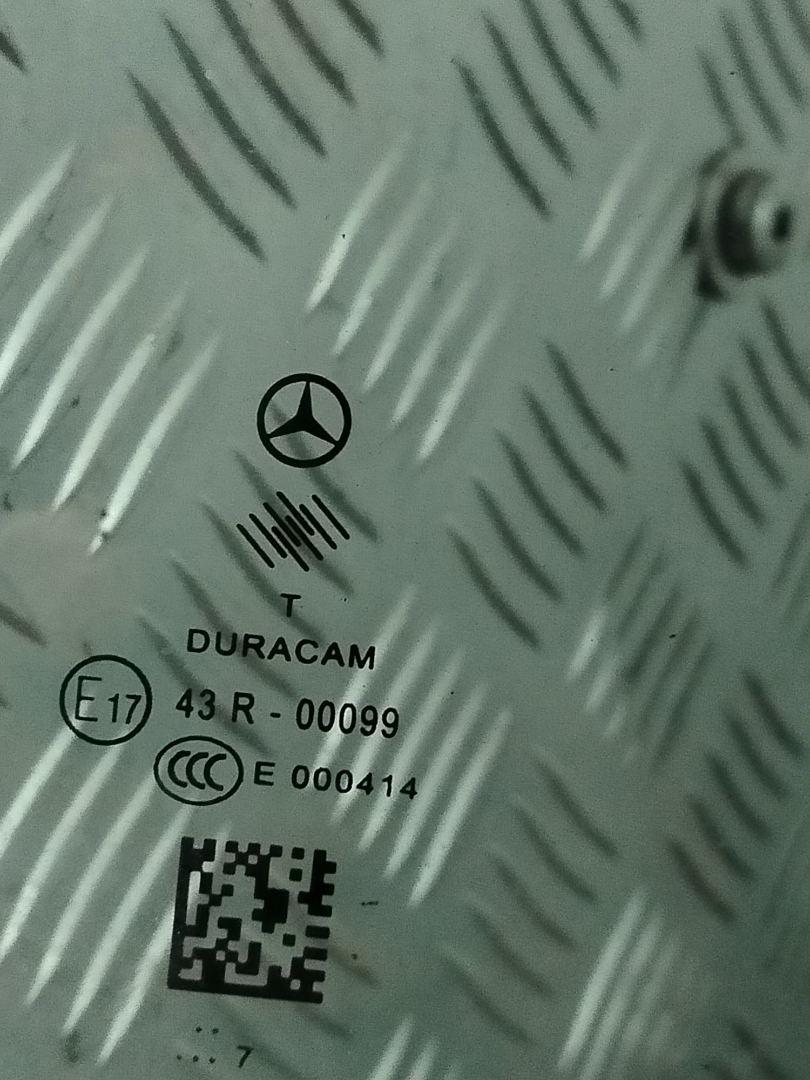 T
DURACAM
E17 43 R - 00099
CCC E 000414
.. 
... 7